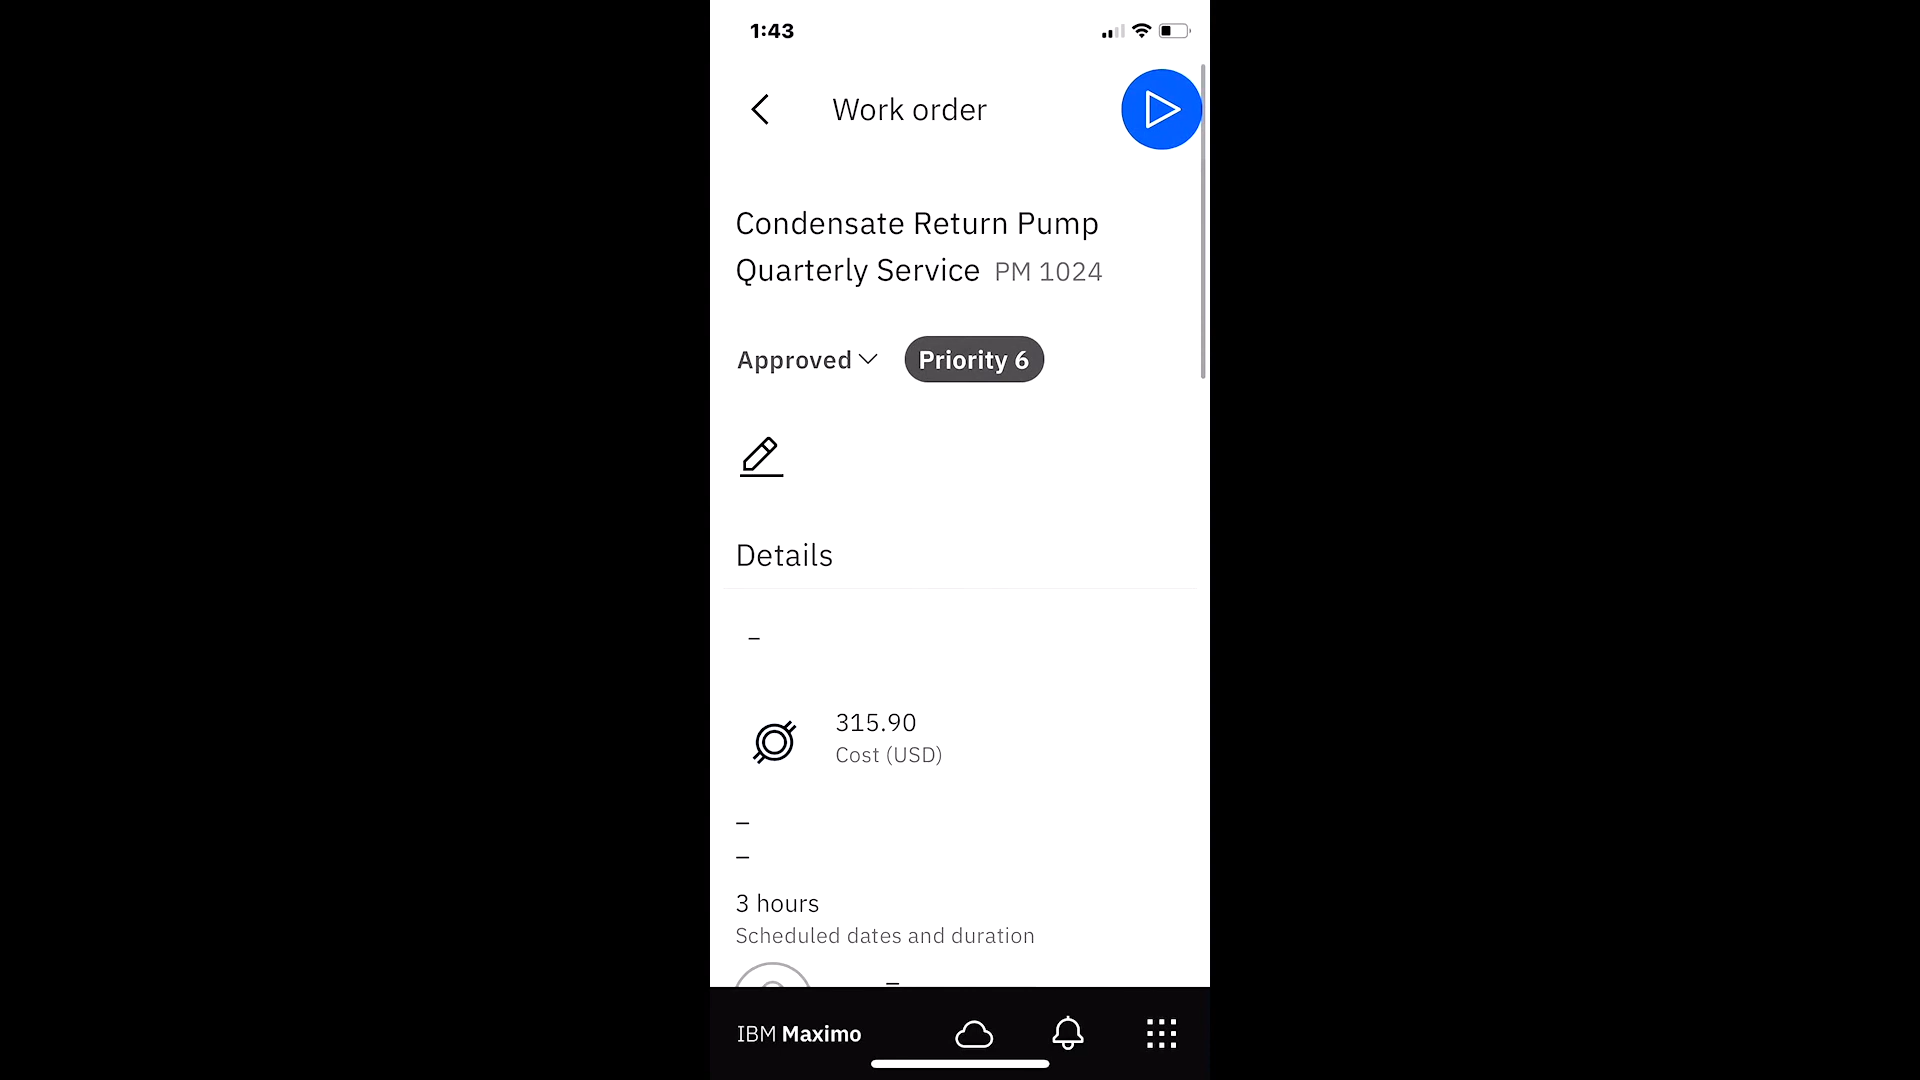 1:43
Work order
Condensate Return Pump
Quarterly Service PM 1024
Approved Priority 6
Details
–
315.90
Cost (USD)
–
–
3 hours
Scheduled dates and duration
–
IBM Maximo